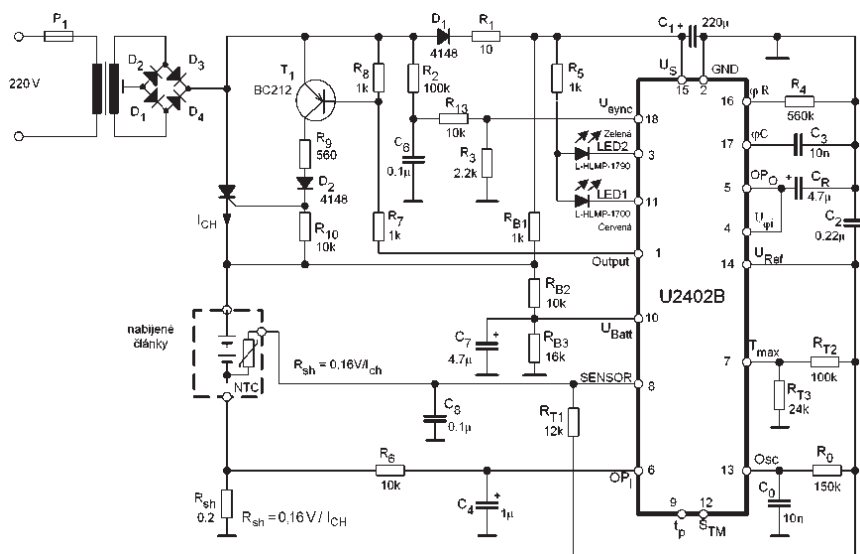 P1
220 V
D2
D3
D1
D4
T1
BC212
R8
1k
R2
100k
D1
4148
R1
10
C1 +
220µ
R5
1k
US
15
2
GND
R9
560
D2
4148
R10
10k
R7
1k
C6
0.1µ
R13
10k
R3
2.2k
Usync
18
Zelená
LED2
L-HLMP-1790
3
LED1
L-HLMP-1700
Červená
11
RB1
1k
Output
1
16
φR
R4
560k
17
φC
C3
10n
5
OPO
+
CR
4.7µ
4
Uφi
C2
0.22µ
14
URef
U2402B
ICH
RB2
10k
UBatt
10
C7
+
4.7µ
RB3
16k
nabíjené
články
NTC
Rsh = 0,16V/Ich
SENSOR
8
C8
0.1µ
RT1
12k
7
Tmax
RT2
100k
RT3
24k
R6
10k
OPI
6
C4
+
1µ
13
Osc
R0
150k
C0
10n
Rsh
0.2
Rsh = 0,16V / ICH
9
12
tp
STM